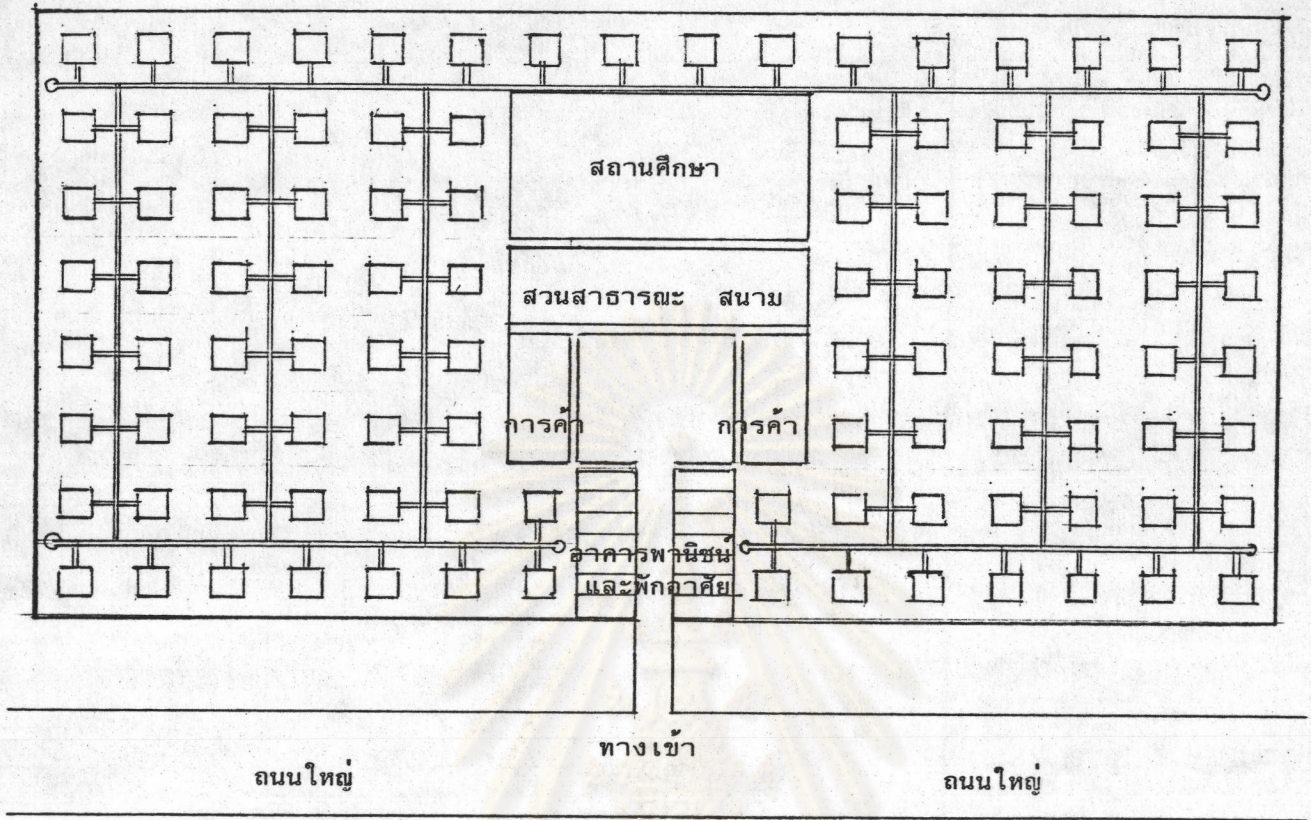 สถานศึกษา
สวนสาธารณะ สนาม
การค้า การค้า
อาคารพานิชน์
และพักอาศัย
ทางเข้า
ถนนใหญ่ ถนนใหญ่